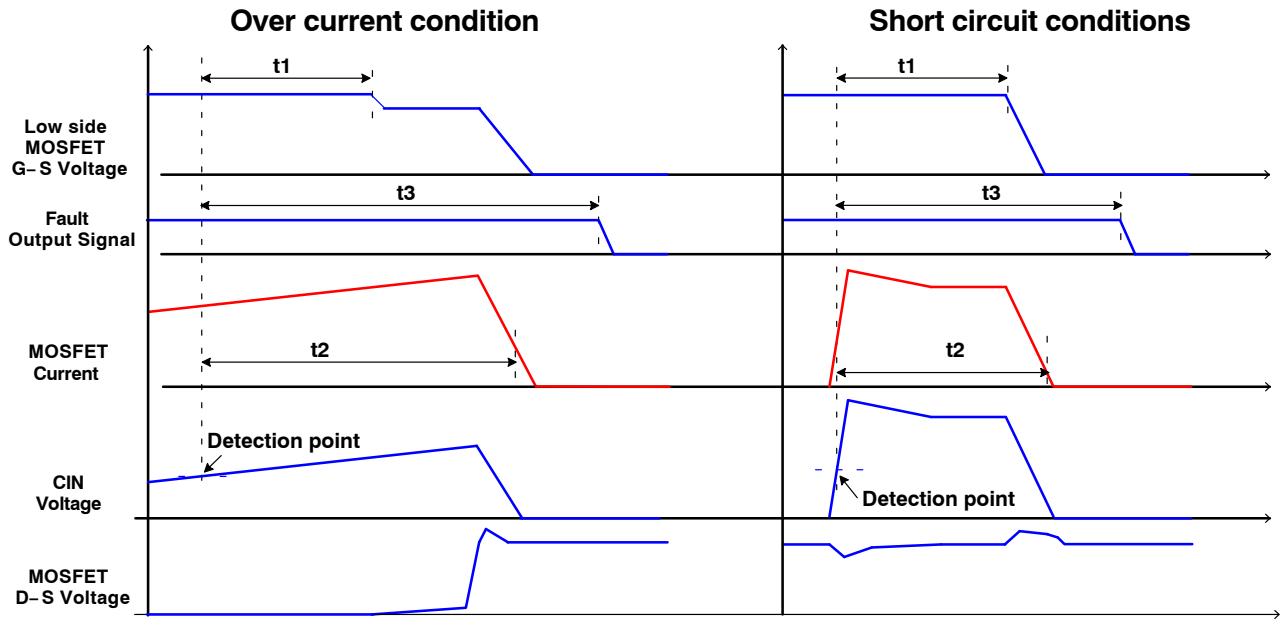 Over current condition
Short circuit conditions
t1
t1
Low side
MOSFET
G–S Voltage
t3
t3
Fault
Output Signal
t2
t2
MOSFET
Current
Detection point
CIN
Voltage
Detection point
MOSFET
D–S Voltage